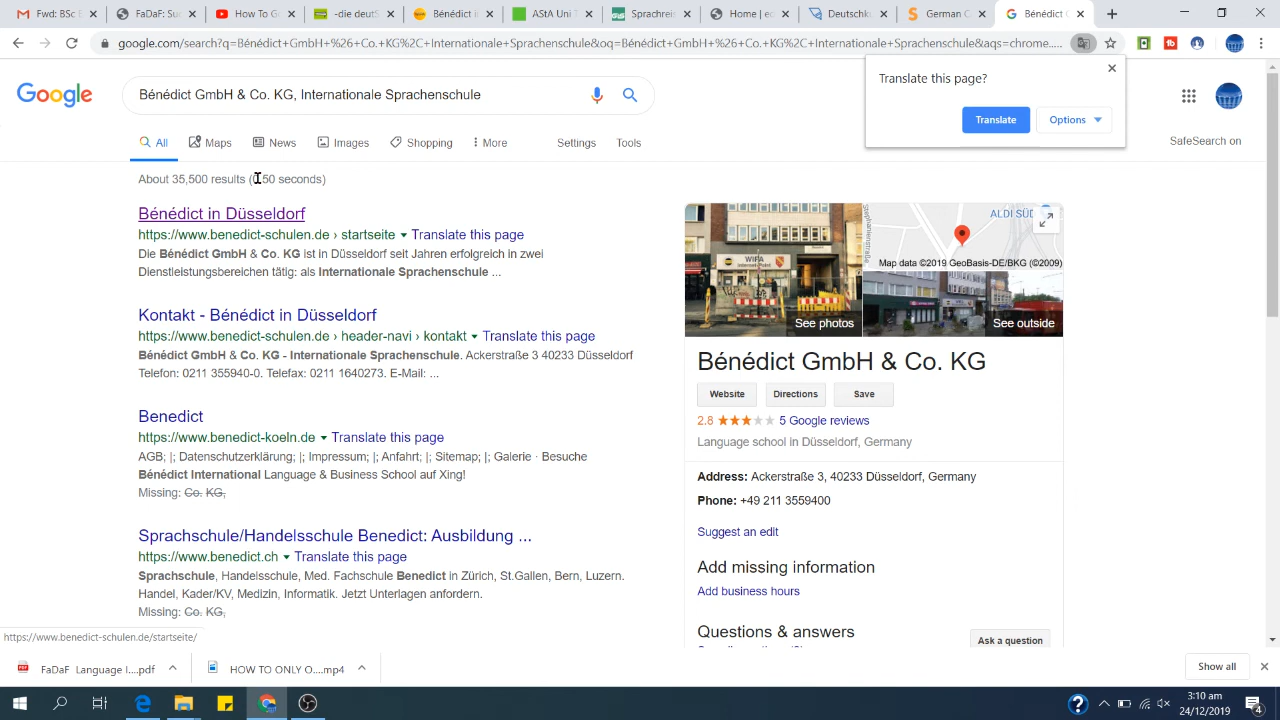 Fwd: Bec
FaDaF: Su
How To G
-dieuletS
Bénédict i
AStA Uni T
Sprachrei
Home | ec
Deutschku
German C
Bénédict G
google.com/search?q=Bénédict+GmbH+%26+Co.+KG%2C+Internationale+Sprachenschule&oq=Bénédict+GmbH+%26+Co.+KG%2C+Internationale+Sprachenschule&aqs=chrome....
Translate this page?
Translate
Options
Google
Bénédict GmbH & Co. KG, Internationale Sprachenschule
SafeSearch on
All
Maps
News
Images
Shopping
More
Settings
Tools
About 35,500 results (0.50 seconds)
Bénédict in Düsseldorf
https://www.benedict-schulen.de › startseite Translate this page
Die Bénédict GmbH & Co. KG ist in Düsseldorf seit Jahren erfolgreich in zwei
Dienstleistungsbereichen tätig: als Internationale Sprachenschule ...
Kontakt - Bénédict in Düsseldorf
https://www.benedict-schulen.de › header-navi › kontakt Translate this page
Bénédict GmbH & Co. KG - Internationale Sprachenschule. Ackerstraße 3 40233 Düsseldorf
Telefon: 0211 355940-0. Telefax: 0211 1640273. E-Mail: ...
Benedict
https://www.benedict-koeln.de Translate this page
AGB; |; Datenschutzerklärung; |; Impressum; |; Anfahrt; |; Sitemap; |; Galerie · Besuche
Bénédict International Language & Business School auf Xing!
Missing: Co. KG,
Sprachschule/Handelsschule Benedict: Ausbildung ...
https://www.benedict.ch Translate this page
Sprachschule, Handelsschule, Med. Fachschule Benedict in Zürich, St.Gallen, Bern, Luzern.
Handel, Kader/KV, Medizin, Informatik. Jetzt Unterlagen anfordern.
Missing: Co. KG,
https://www.benedict-schulen.de/startseite/
WIFA
See photos
ALDI SÜD
Map data ©2019 GeoBasis-DE/BKG (©2009)
See outside
Bénédict GmbH & Co. KG
Website
Directions
Save
2.8 5 Google reviews
Language school in Düsseldorf, Germany
Address: Ackerstraße 3, 40233 Düsseldorf, Germany
Phone: +49 211 3559400
Suggest an edit
Add missing information
Add business hours
Questions & answers
Ask a question
FaDaF Language I....pdf
HOW TO ONLY O....mp4
Show all
3:10 am
24/12/2019
4